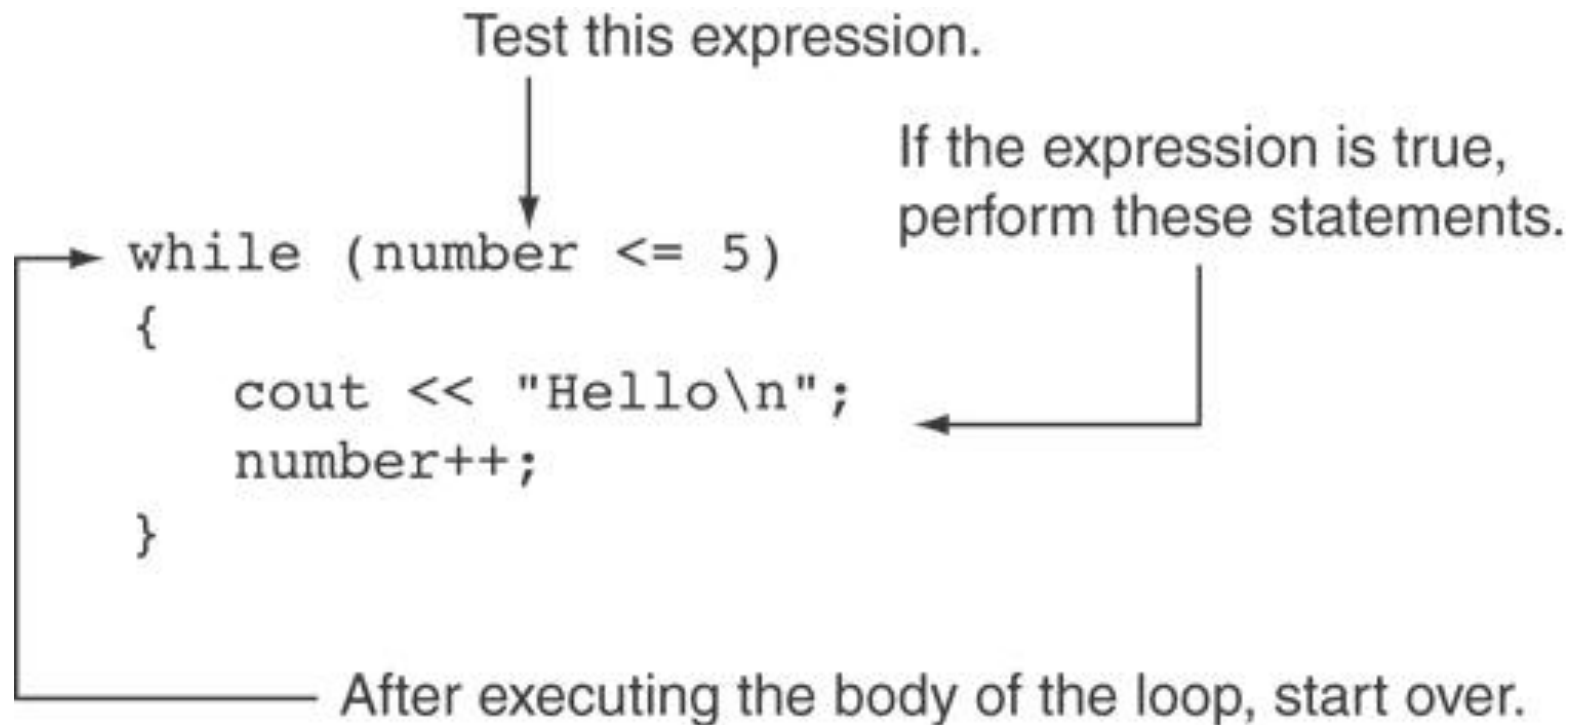 Test this expression.
If the expression is true,
perform these statements.
while (number <= 5)
{
cout << "Hello\n";
number++;
}
After executing the body of the loop, start over.